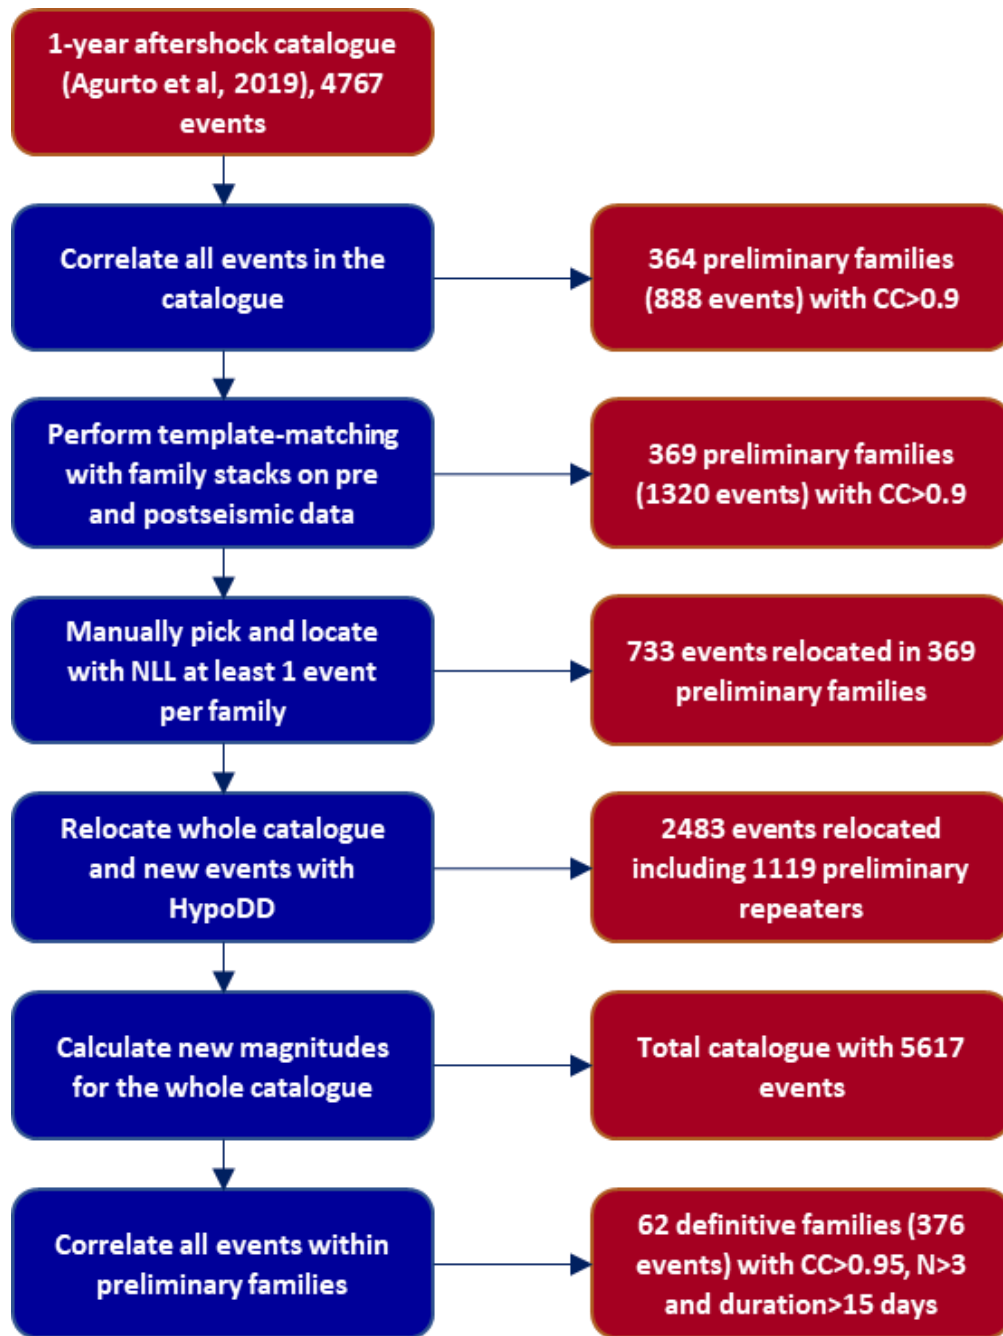 1-year aftershock catalogue
(Agurto et al, 2019), 4767
events
Correlate all events in the
catalogue
364 preliminary families
(888 events) with CC>0.9
Perform template-matching
with family stacks on pre
and postseismic data
369 preliminary families
(1320 events) with CC>0.9
Manually pick and locate
with NLL at least 1 event
per family
733 events relocated in 369
preliminary families
Relocate whole catalogue
and new events with
HypoDD
2483 events relocated
including 1119 preliminary
repeaters
Calculate new magnitudes
for the whole catalogue
Total catalogue with 5617
events
Correlate all events within
preliminary families
62 definitive families (376
events) with CC>0.95, N>3
and duration>15 days